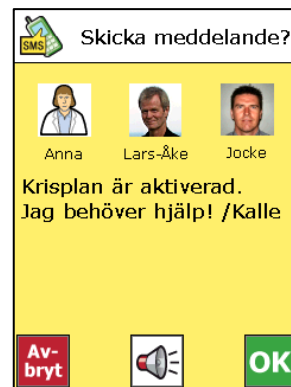 SMS
Skicka meddelande?
Anna Lars-Åke Jocke
Krisplan är aktiverad.
Jag behöver hjälp! /Kalle
Av-
bryt
OK